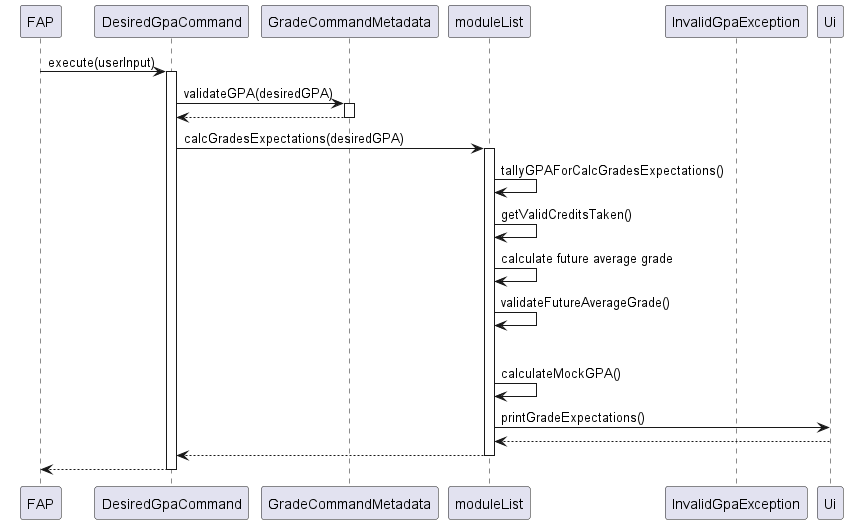 FAP DesiredGpaCommand GradeCommandMetadata moduleList InvalidGpaException Ui
execute(userInput)
validateGPA(desiredGPA)
calcGradesExpectations(desiredGPA)
tallyGPAForCalcGradesExpectations()
getValidCreditsTaken()
calculate future average grade
validateFutureAverageGrade()
calculateMockGPA()
printGradeExpectations()
FAP DesiredGpaCommand GradeCommandMetadata moduleList InvalidGpaException Ui